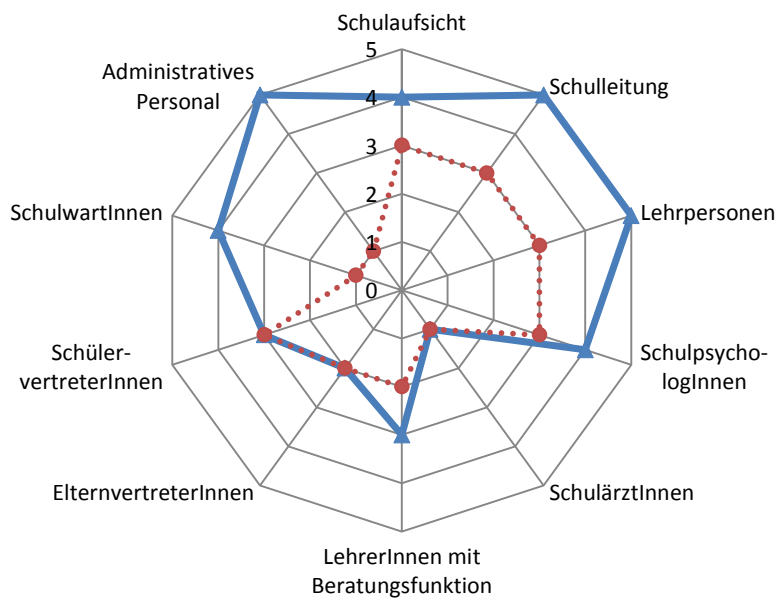 Schulaufsicht
5
Administratives
Personal
Schulleitung
4
3
SchulwartInnen
Lehrpersonen
2
1
0
Schüler-
vertreterInnen
Schulpsycho-
logInnen
ElternvertreterInnen
SchulärztInnen
LehrerInnen mit
Beratungsfunktion